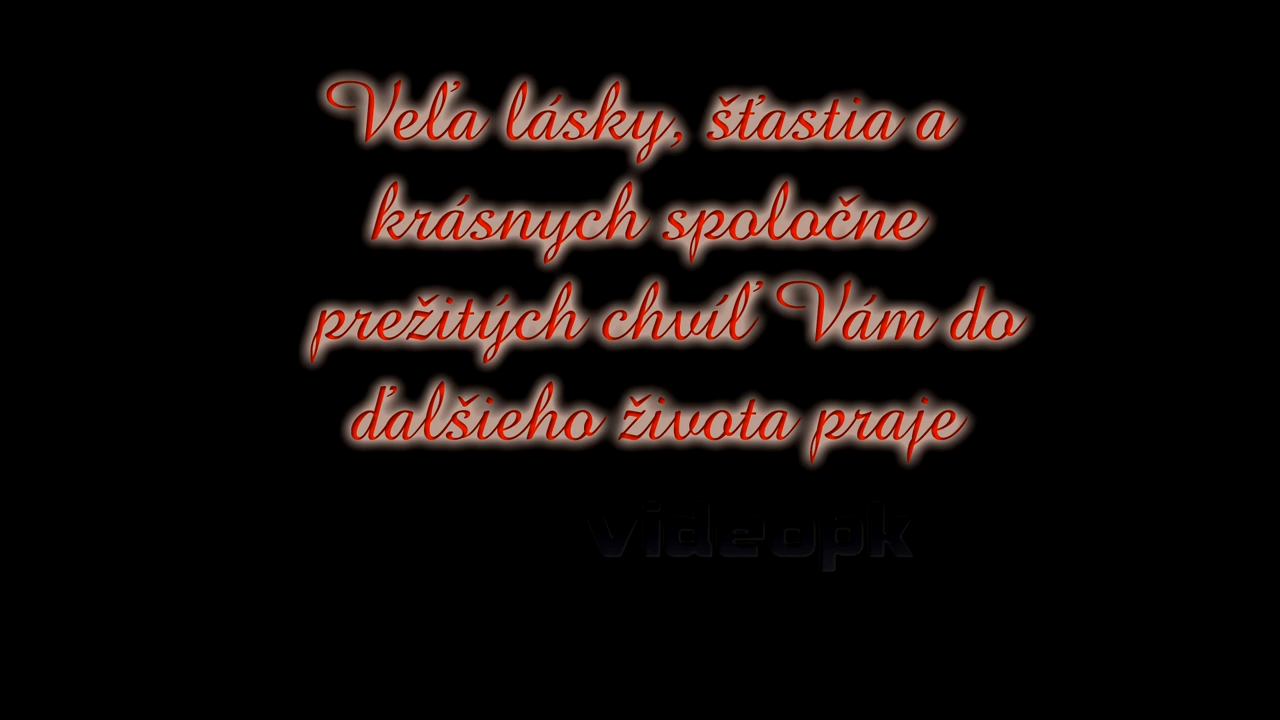 Veľa lásky, šťastia a
krásnych spoločne
prežitých chvíľ Vám do
ďalšieho života praje
videopk